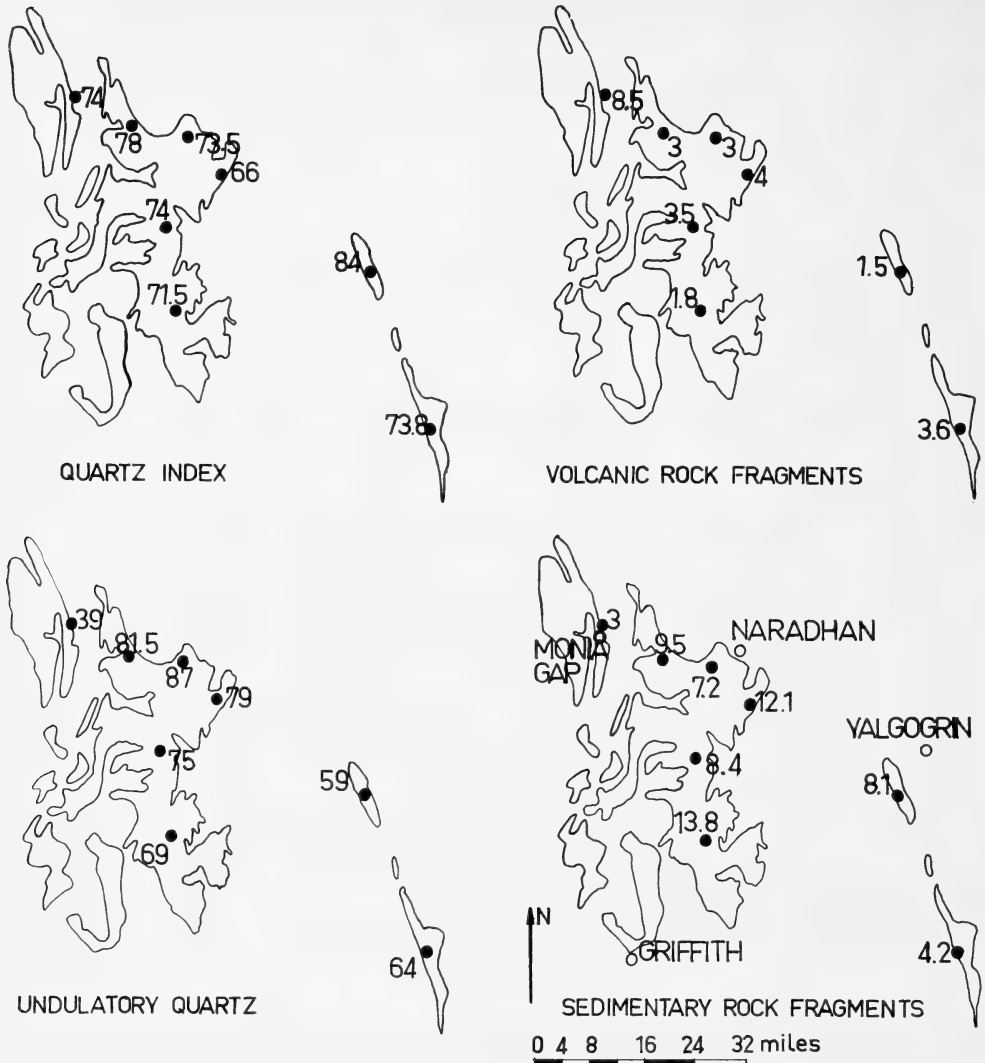 74
78
73.5
66
74
84
71.5
73.8
QUARTZ INDEX
8.5
3
3
4
3.5
1.5
1.8
3.6
VOLCANIC ROCK FRAGMENTS
39
81.5
87
79
75
59
69
64
UNDULATORY QUARTZ
3
MONIA
GAP
9.5
NARADHAN
7.2
12.1
YALGOGRIN
8.4
8.1
13.8
N
GRIFFITH
4.2
SEDIMENTARY ROCK FRAGMENTS
0 4 8 16 24 32 miles